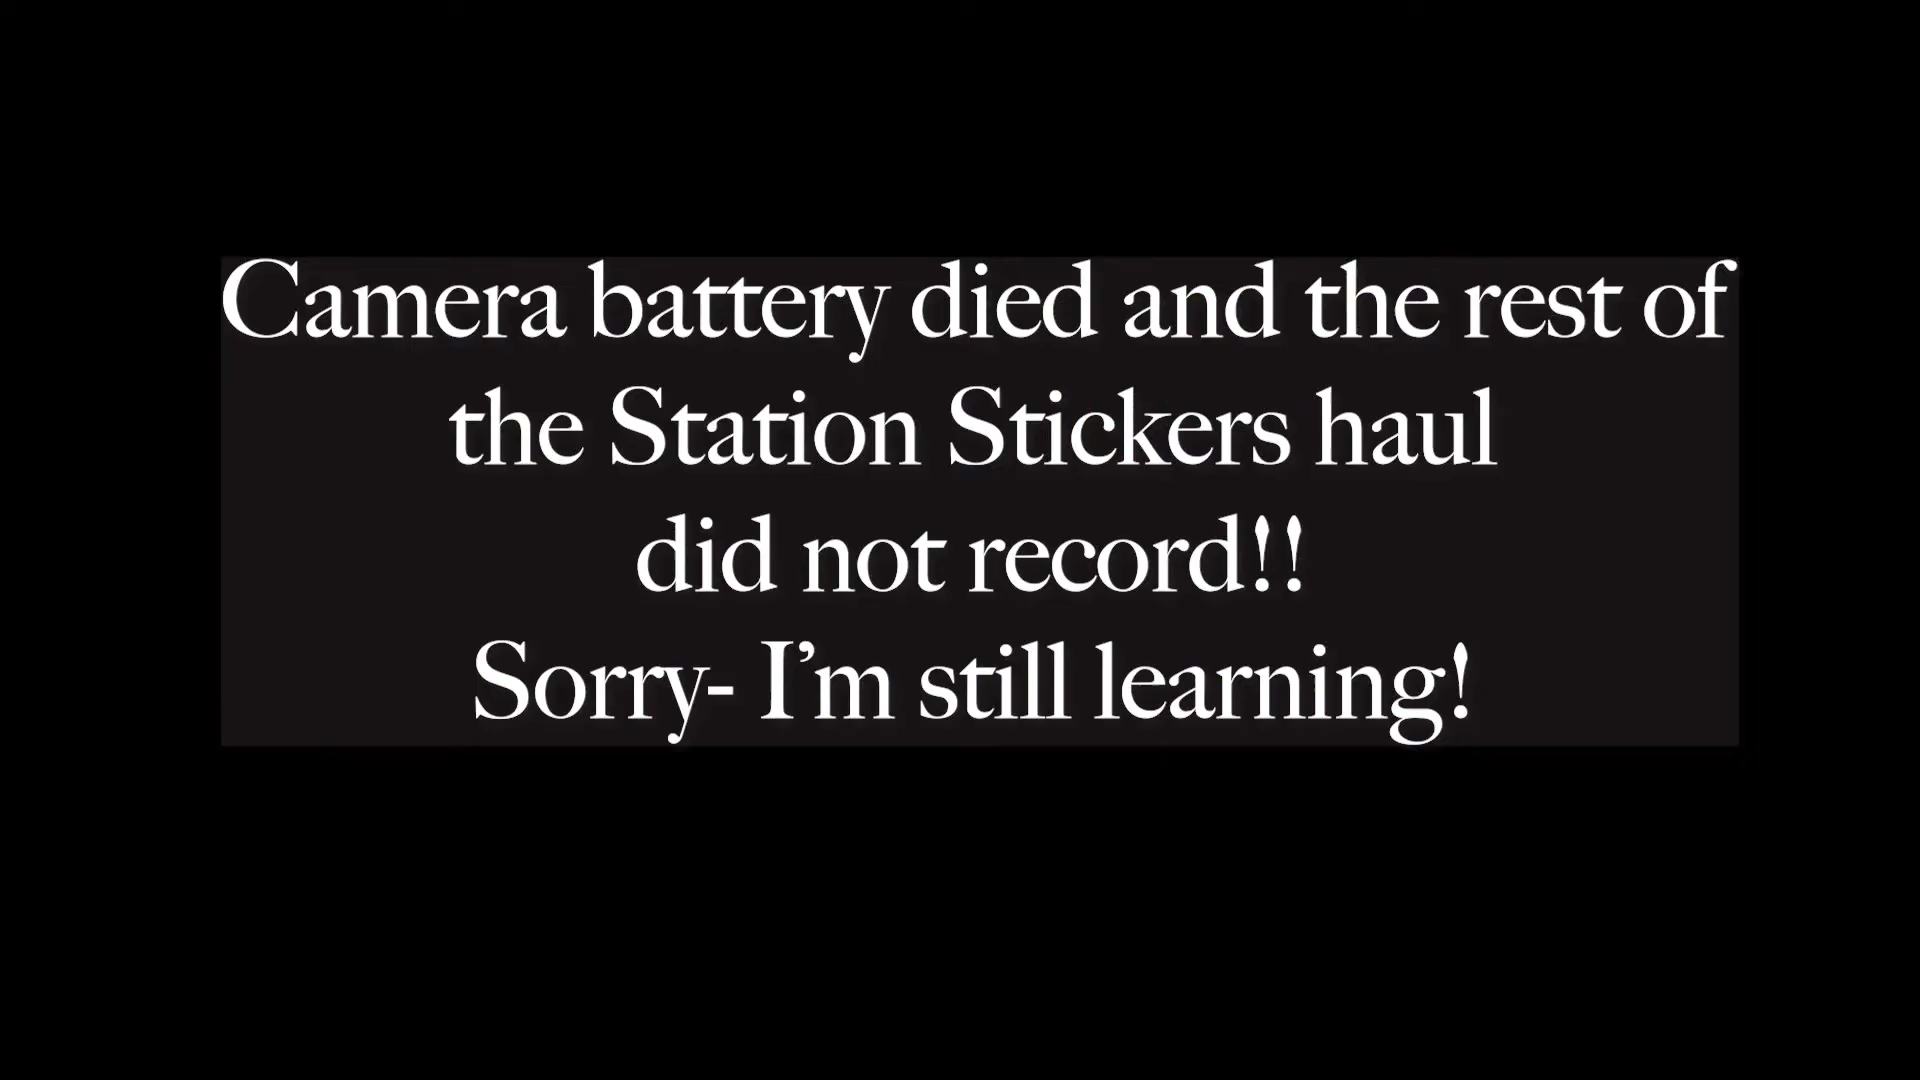 Camera battery died and the rest of
the Station Stickers haul
did not record!!
Sorry- I’m still learning!